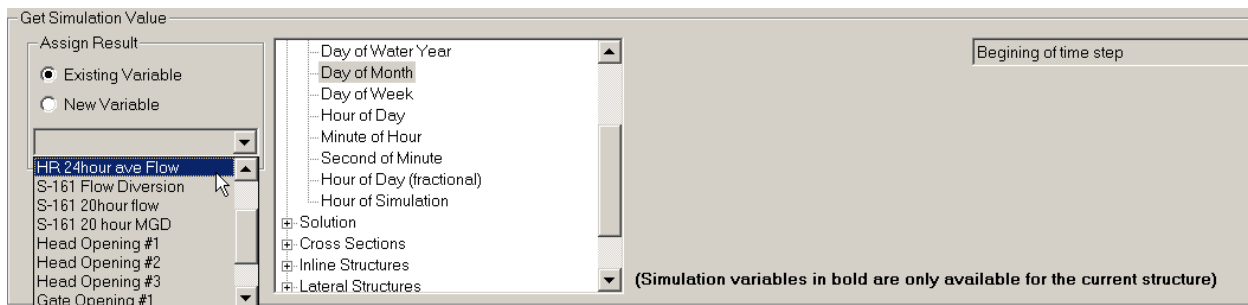 Get Simulation Value
Assign Result
Existing Variable
New Variable
HR 24hour ave Flow
S-161 Flow Diversion
S-161 20hour flow
S-161 20 hour MGD
Head Opening #1
Head Opening #2
Head Opening #3
Gate Opening #1
Day of Water Year
Day of Month
Day of Week
Hour of Day
Minute of Hour
Second of Minute
Hour of Day (fractional)
Hour of Simulation
Solution
Cross Sections
Inline Structures
Lateral Structures
Begining of time step
(Simulation variables in bold are only available for the current structure)